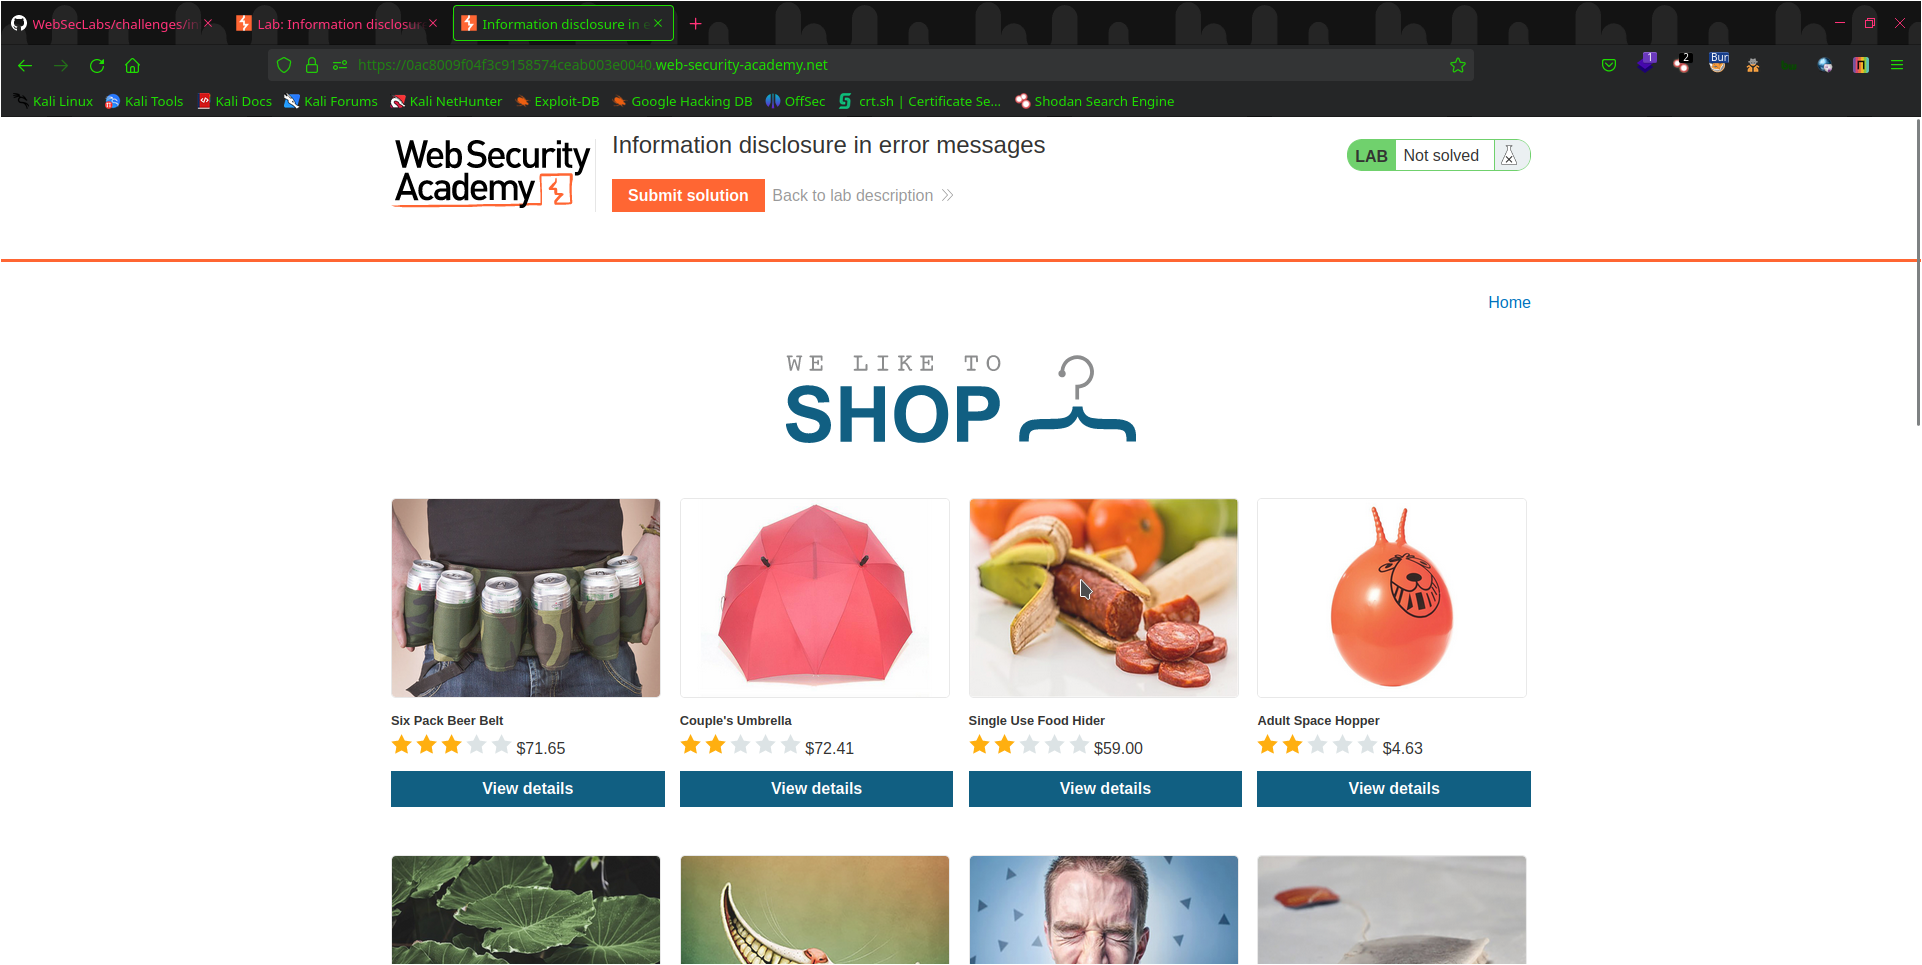 WebSecLabs/challenges/in
Lab: Information disclosu
Information disclosure in e
https://0ac8009f04f3c9158574ceab003e0040.web-security-academy.net
1
2
Bur
Kali Linux
Kali Tools
Kali Docs
Kali Forums
Kali NetHunter
Exploit-DB
Google Hacking DB
OffSec
crt.sh | Certificate Se...
Shodan Search Engine
Web Security
Academy
Information disclosure in error messages
Submit solution
Back to lab description
LAB
Not solved
Home
WE LIKE TO
SHOP
Six Pack Beer Belt
$71.65
View details
Couple's Umbrella
$72.41
View details
Single Use Food Hider
$59.00
View details
Adult Space Hopper
$4.63
View details